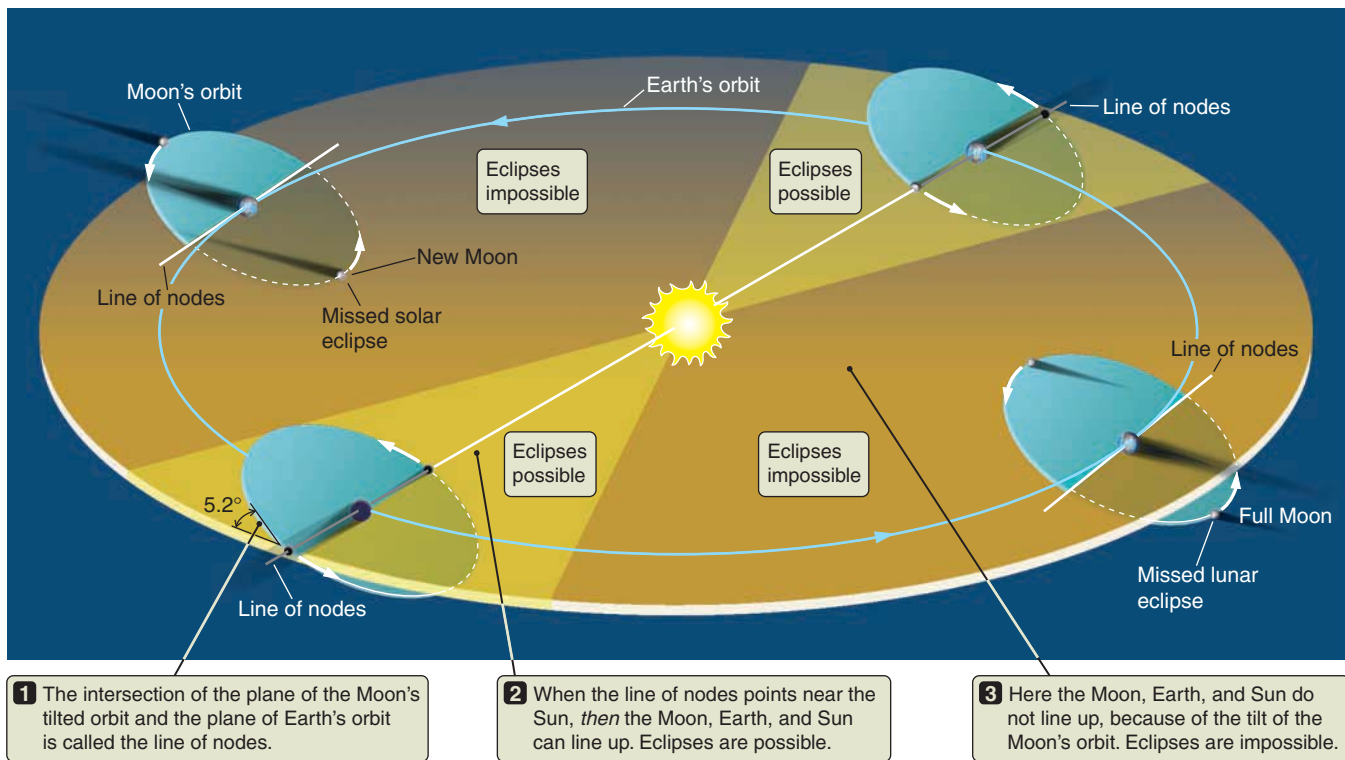 Moon's orbit
Earth's orbit
Line of nodes
Eclipses
impossible
Eclipses
possible
New Moon
Line of nodes
Missed solar
eclipse
Line of nodes
Eclipses
possible
Eclipses
impossible
5.2°
Full Moon
Missed lunar
eclipse
Line of nodes
1 The intersection of the plane of the Moon's
tilted orbit and the plane of Earth's orbit
is called the line of nodes.
2 When the line of nodes points near the
Sun, then the Moon, Earth, and Sun
can line up. Eclipses are possible.
3 Here the Moon, Earth, and Sun do
not line up, because of the tilt of the
Moon's orbit. Eclipses are impossible.